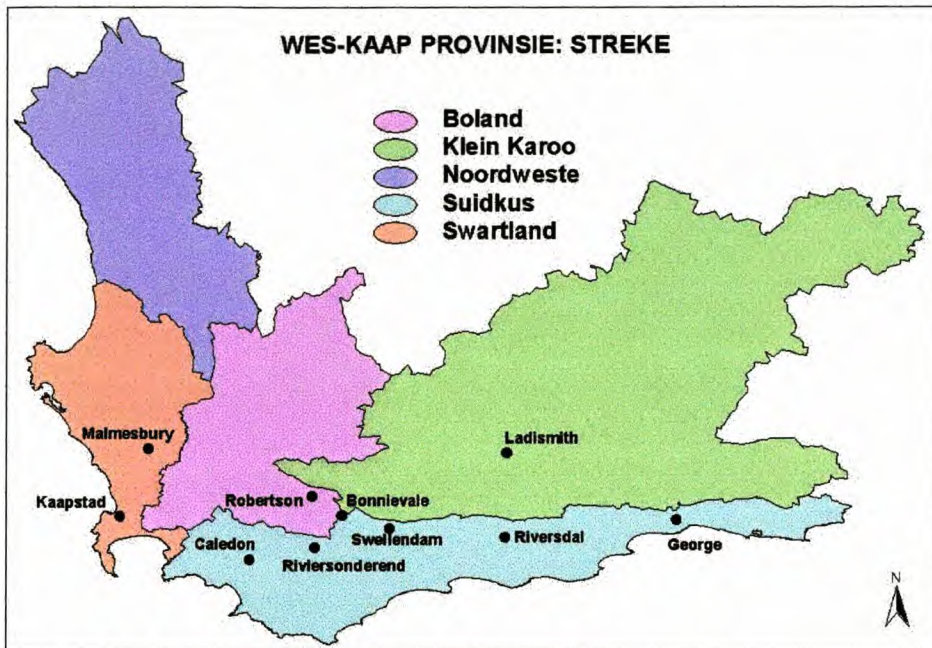 WES-KAAP PROVINSIE: STREKE
Boland
Klein Karoo
Noordweste
Suidkus
Swartland
Malmesbury
Ladismith
Kaapstad
Robertson
Bonnievale
Swellendam
Riversdal
George
Caledon
Riviersonderend
N